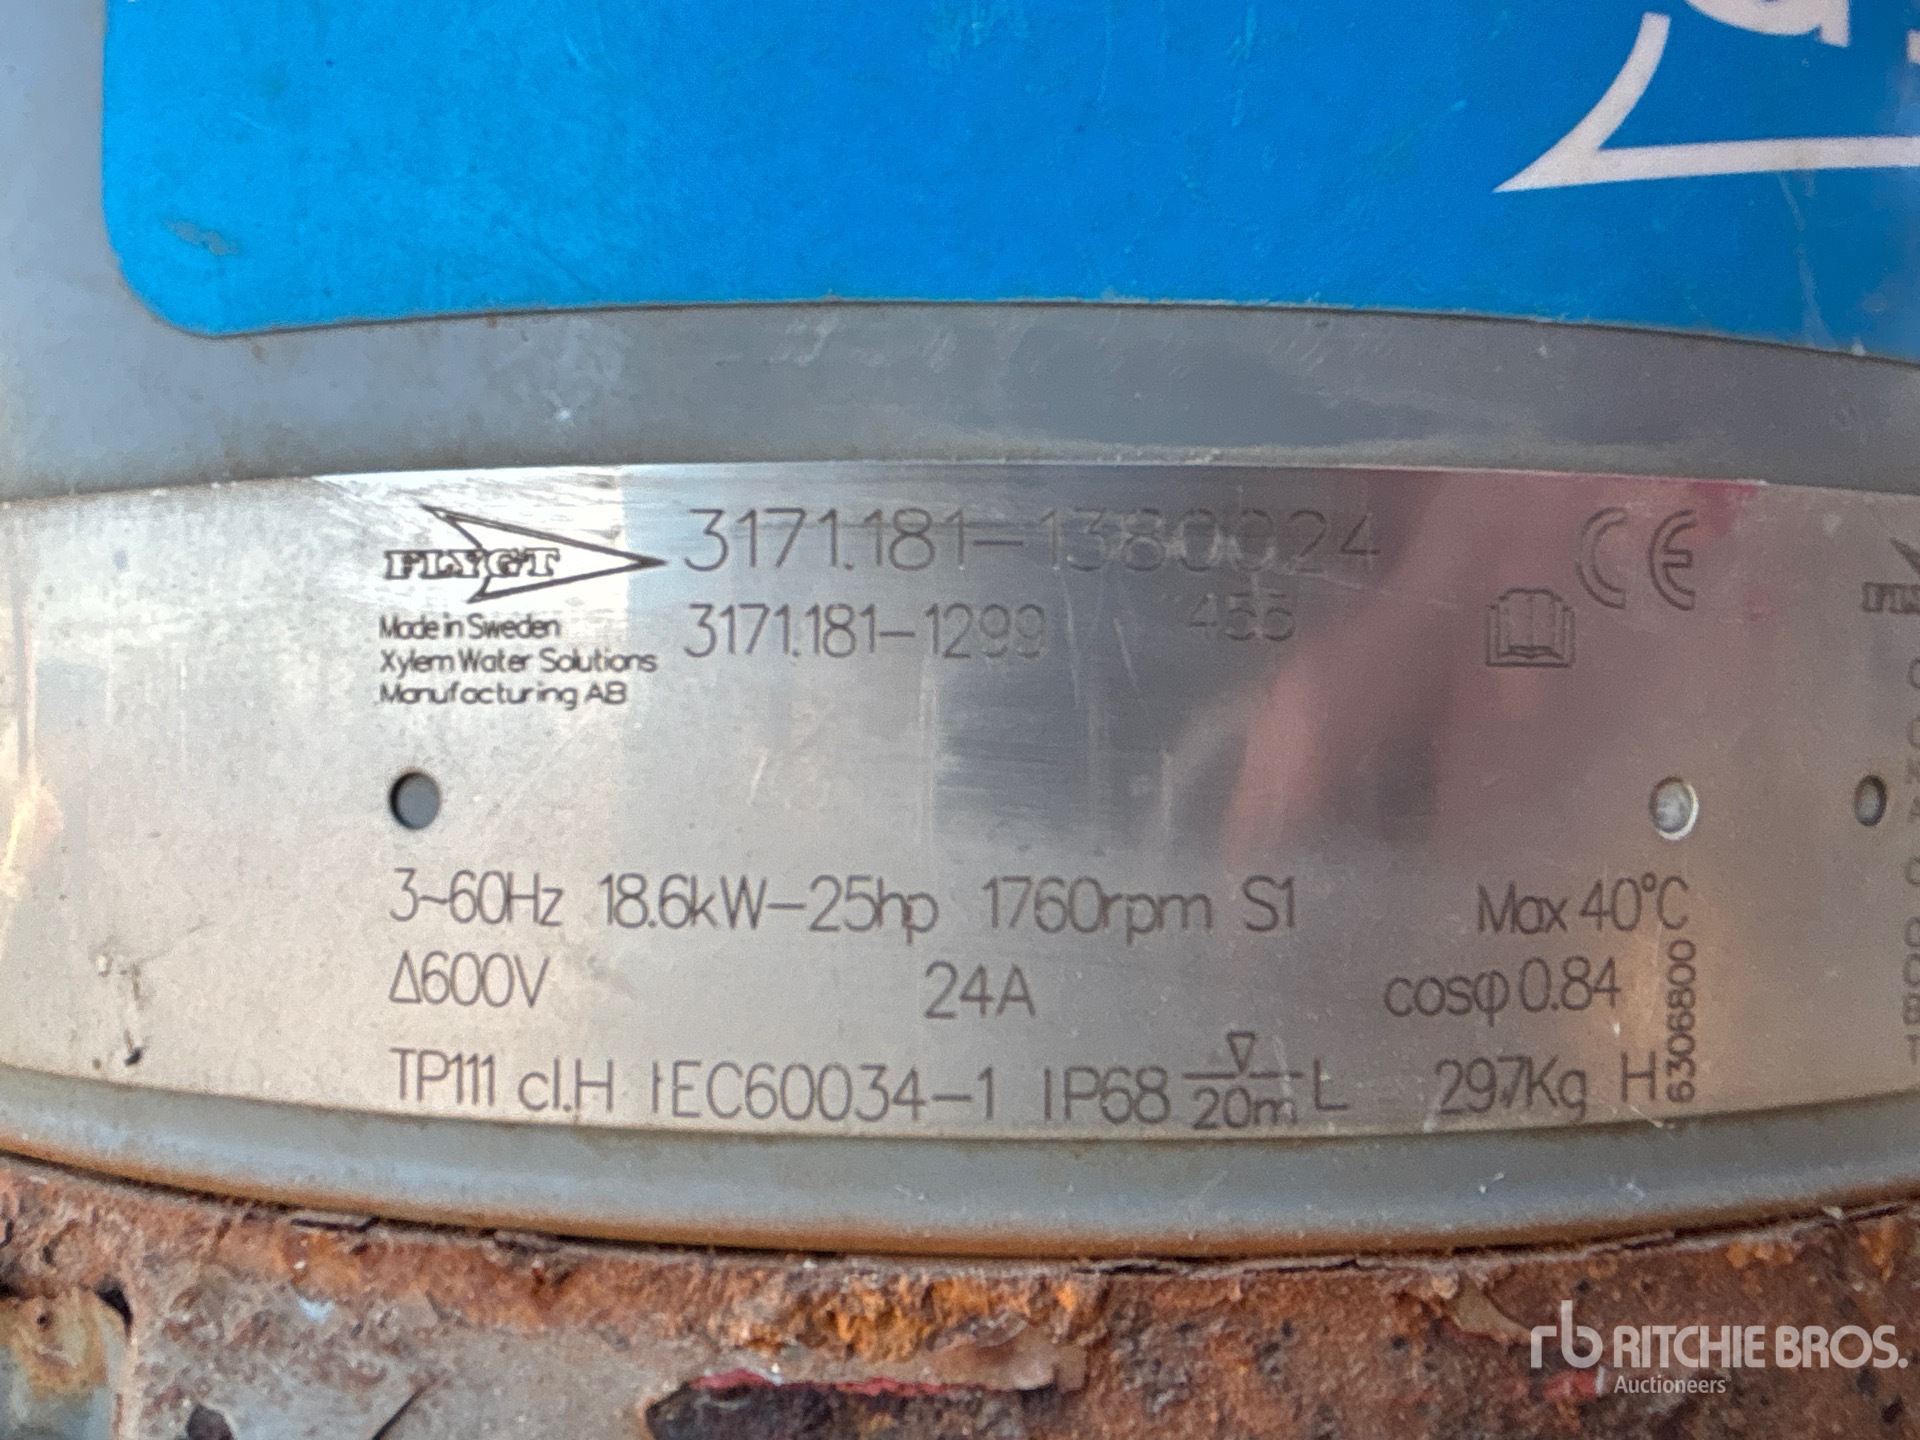 FLYGT 3171.181-1380024 CE
3171.181-1299 455
Made in Sweden
Xylem Water Solutions
Manufacturing AB
3~60Hz 18.6kW-25hp 1760rpm S1 Max 40°C
Δ600V 24A cosφ 0.84
TP111 cl.H IEC60034-1 IP68 ▽/20m L 297Kg H
6306800
rb RITCHIE BROS.
Auctioneers